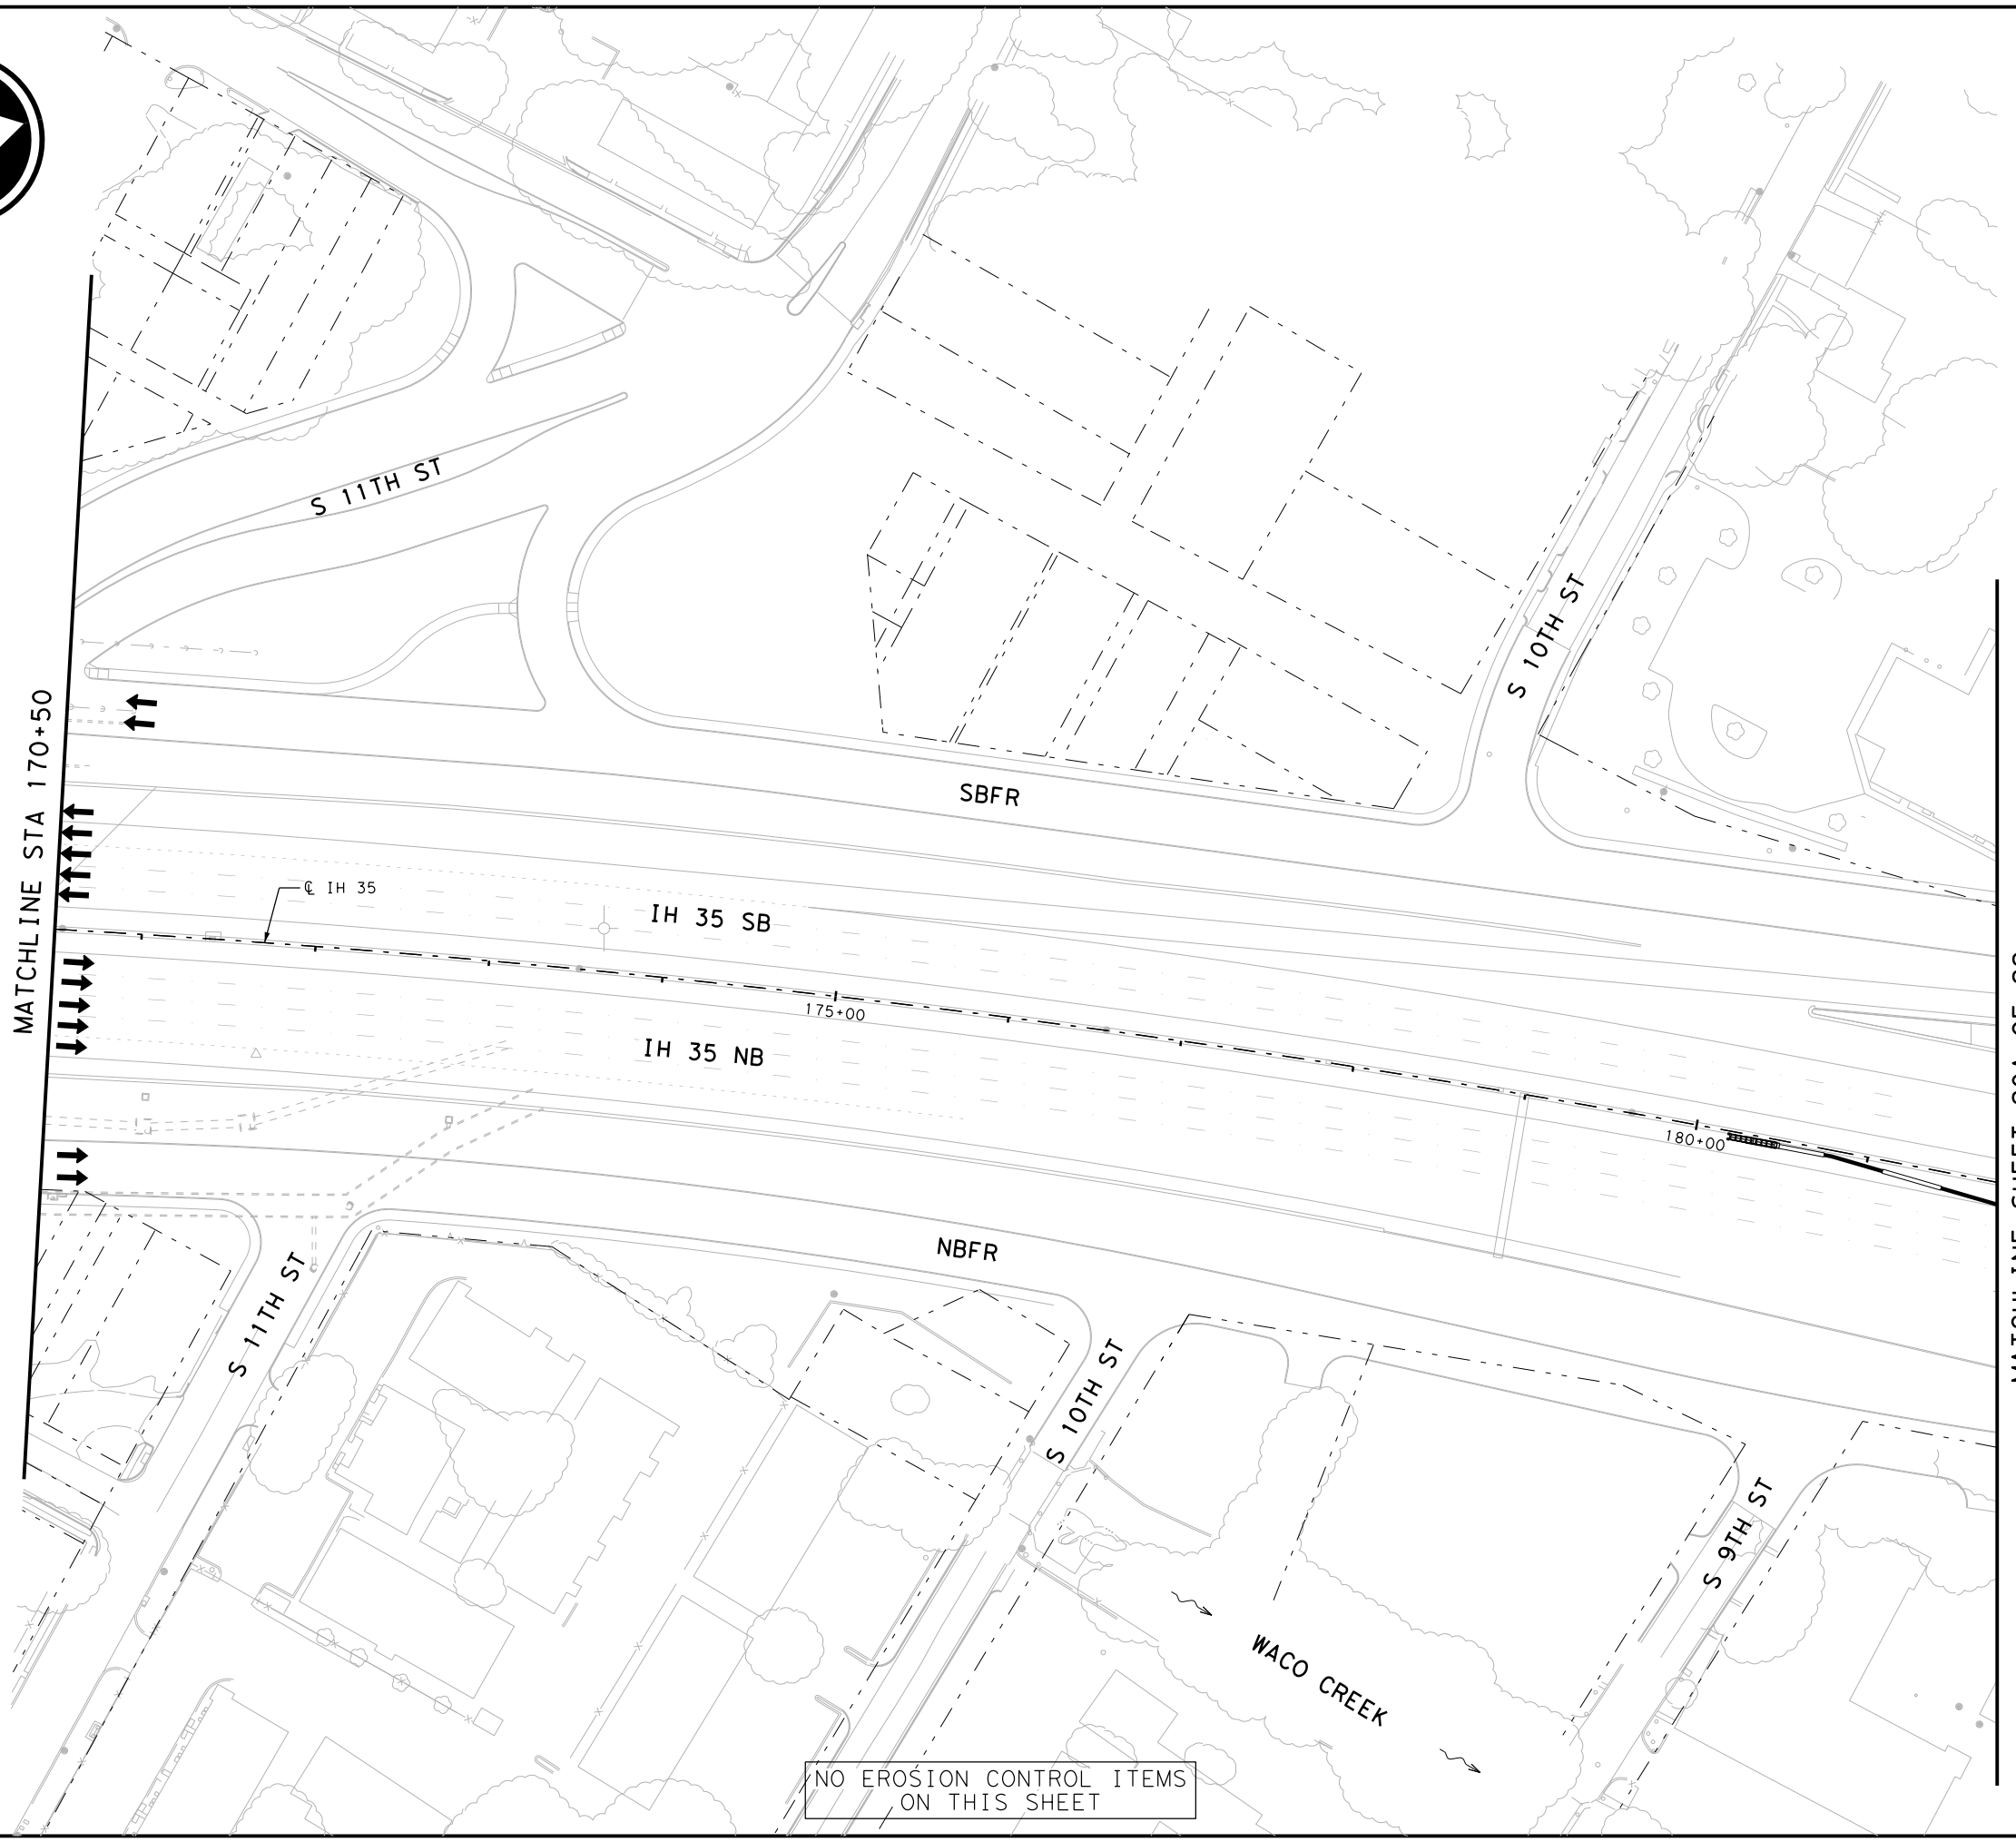 S 11TH ST
S 10TH ST
MATCHLINE STA 170+50
SBFR
℄ IH 35
IH 35 SB
175+00
IH 35 NB
180+00
NBFR
S 11TH ST
S 10TH ST
S 9TH ST
WACO CREEK
NO EROSION CONTROL ITEMS
ON THIS SHEET